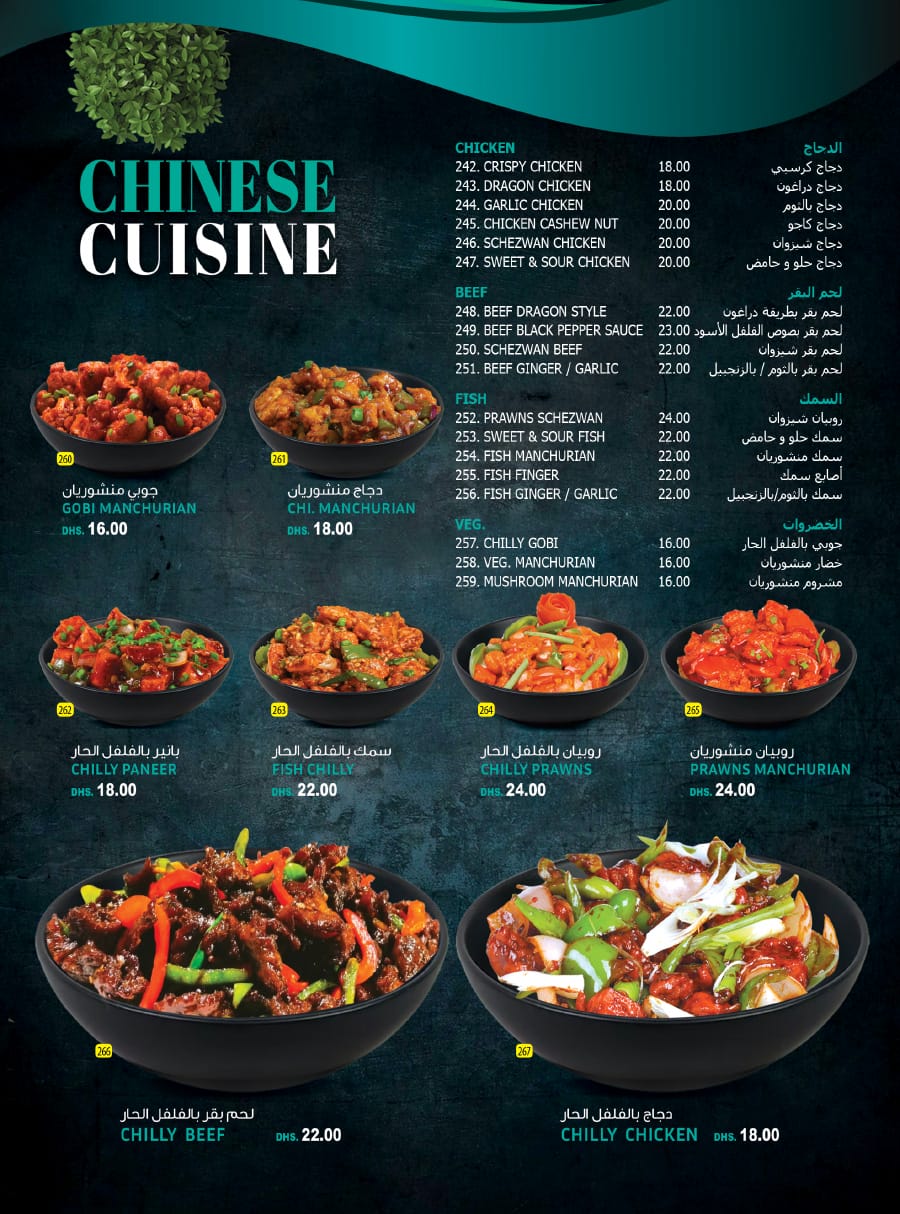 CHINESE
CUISINE
CHICKEN الدجاج
242. CRISPY CHICKEN 18.00 دجاج كرسبي
243. DRAGON CHICKEN 18.00 دجاج دراغون
244. GARLIC CHICKEN 20.00 دجاج بالثوم
245. CHICKEN CASHEW NUT 20.00 دجاج كاجو
246. SCHEZWAN CHICKEN 20.00 دجاج شيزوان
247. SWEET & SOUR CHICKEN 20.00 دجاج حلو و حامض
BEEF لحم البقر
248. BEEF DRAGON STYLE 22.00 لحم بقر بطريقة دراغون
249. BEEF BLACK PEPPER SAUCE 23.00 لحم بقر بصوص الفلفل الأسود
250. SCHEZWAN BEEF 22.00 لحم بقر شيزوان
251. BEEF GINGER / GARLIC 22.00 لحم بقر بالثوم / بالزنجبيل
FISH السمك
252. PRAWNS SCHEZWAN 24.00 روبيان شيزوان
253. SWEET & SOUR FISH 22.00 سمك حلو و حامض
254. FISH MANCHURIAN 22.00 سمك منشوريان
255. FISH FINGER 22.00 أصابع سمك
256. FISH GINGER / GARLIC 22.00 سمك بالثوم/بالزنجبيل
VEG. الخضروات
257. CHILLY GOBI 16.00 جوبي بالفلفل الحار
258. VEG. MANCHURIAN 16.00 خضار منشوريان
259. MUSHROOM MANCHURIAN 16.00 مشروم منشوريان
260
جوبي منشوريان
GOBI MANCHURIAN
DHS. 16.00
261
دجاج منشوريان
CHI. MANCHURIAN
DHS. 18.00
262
بانير بالفلفل الحار
CHILLY PANEER
DHS. 18.00
263
سمك بالفلفل الحار
FISH CHILLY
DHS. 22.00
264
روبيان بالفلفل الحار
CHILLY PRAWNS
DHS. 24.00
265
روبيان منشوريان
PRAWNS MANCHURIAN
DHS. 24.00
266
لحم بقر بالفلفل الحار
CHILLY BEEF DHS. 22.00
267
دجاج بالفلفل الحار
CHILLY CHICKEN DHS. 18.00